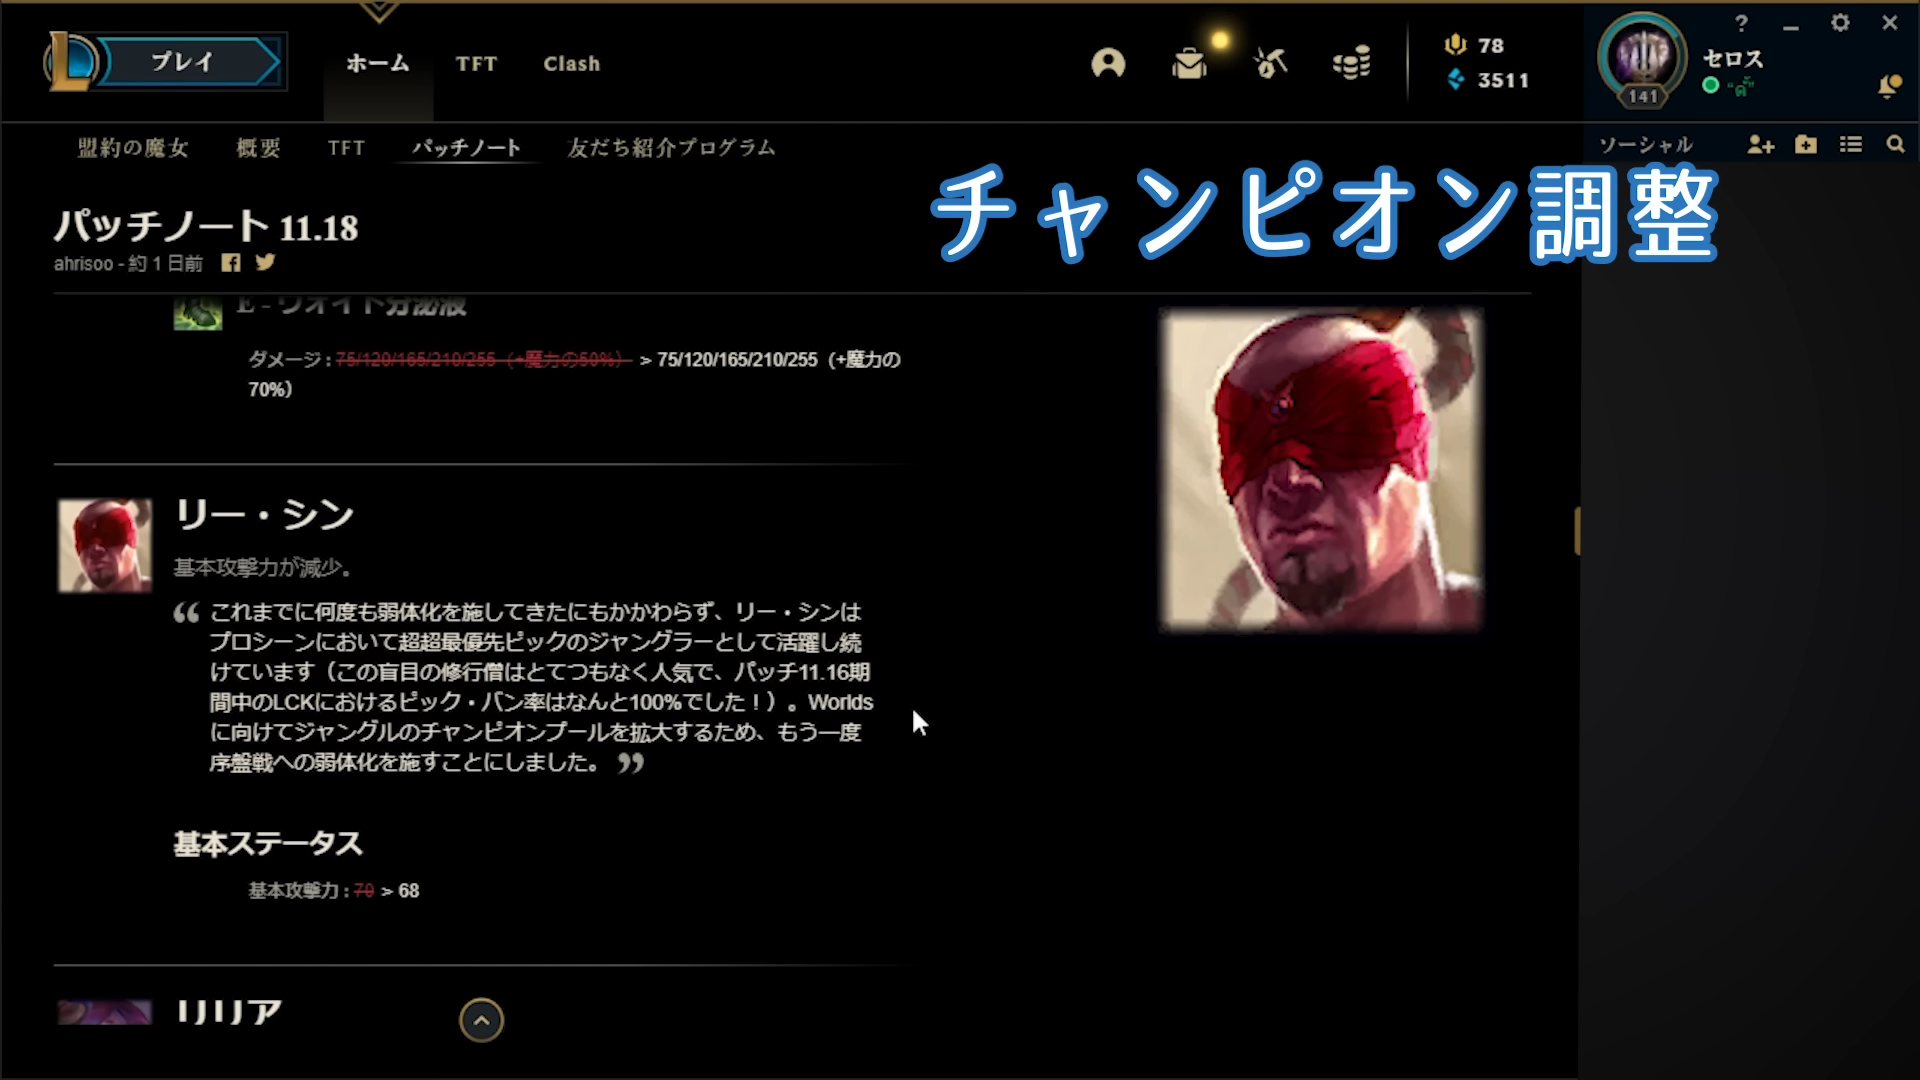 プレイ
ホーム
TFT
Clash
78
3511
141
セロス
盟約の魔女
概要
TFT
パッチノート
友だち紹介プログラム
ソーシャル
チャンピオン調整
パッチノート 11.18
ahrisoo - 約 1 日前
ダメージ : 75/120/165/210/255（+魔力の50%） > 75/120/165/210/255（+魔力の
70%）
リー・シン
基本攻撃力が減少。
“ これまでに何度も弱体化を施してきたにもかかわらず、リー・シンは
プロシーンにおいて超超最優先ピックのジャングラーとして活躍し続
けています（この盲目の修行僧はとてつもなく人気で、パッチ11.16期
間中のLCKにおけるピック・バン率はなんと100%でした！）。Worlds
に向けてジャングルのチャンピオンプールを拡大するため、もう一度
序盤戦への弱体化を施すことにしました。 ”
基本ステータス
基本攻撃力 : 70 > 68
リリア